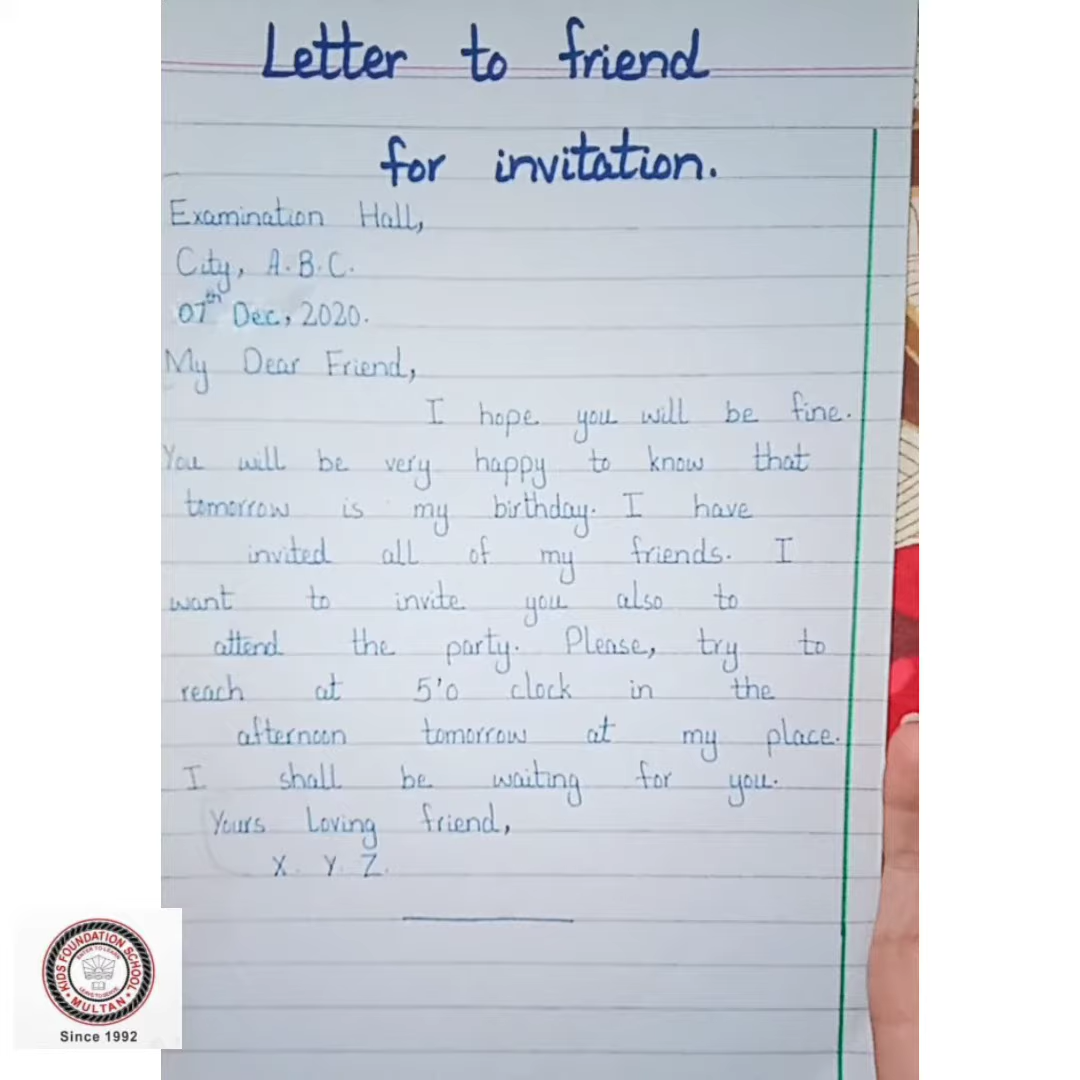 Letter to friend
for invitation.
Examination Hall,
City, A.B.C.
07th Dec, 2020.
My Dear Friend,
I hope you will be fine.
You will be very happy to know that
tomorrow is my birthday. I have
invited all of my friends. I
want to invite you also to
attend the party. Please, try to
reach at 5'o clock in the
afternoon tomorrow at my place.
I shall be waiting for you.
Yours Loving friend,
X. Y. Z.
KIDS FOUNDATION SCHOOL
MULTAN
Since 1992